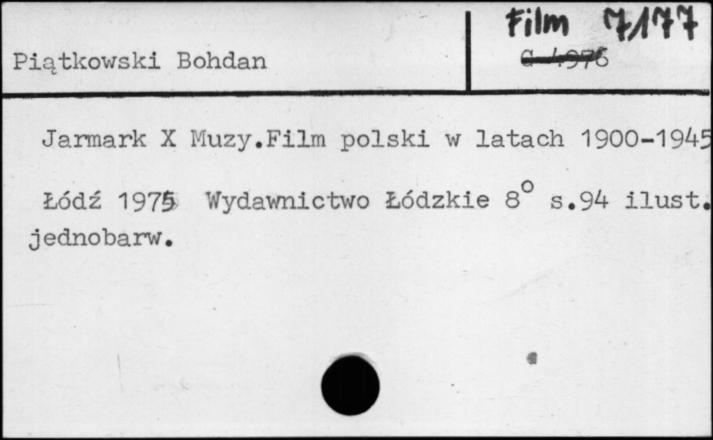 Film 7/177
Piątkowski Bohdan
G 4976
Jarmark X Muzy.Film polski w latach 1900-1945
Łódź 1975 Wydawnictwo Łódzkie 8° s.94 ilust.
jednobarw.